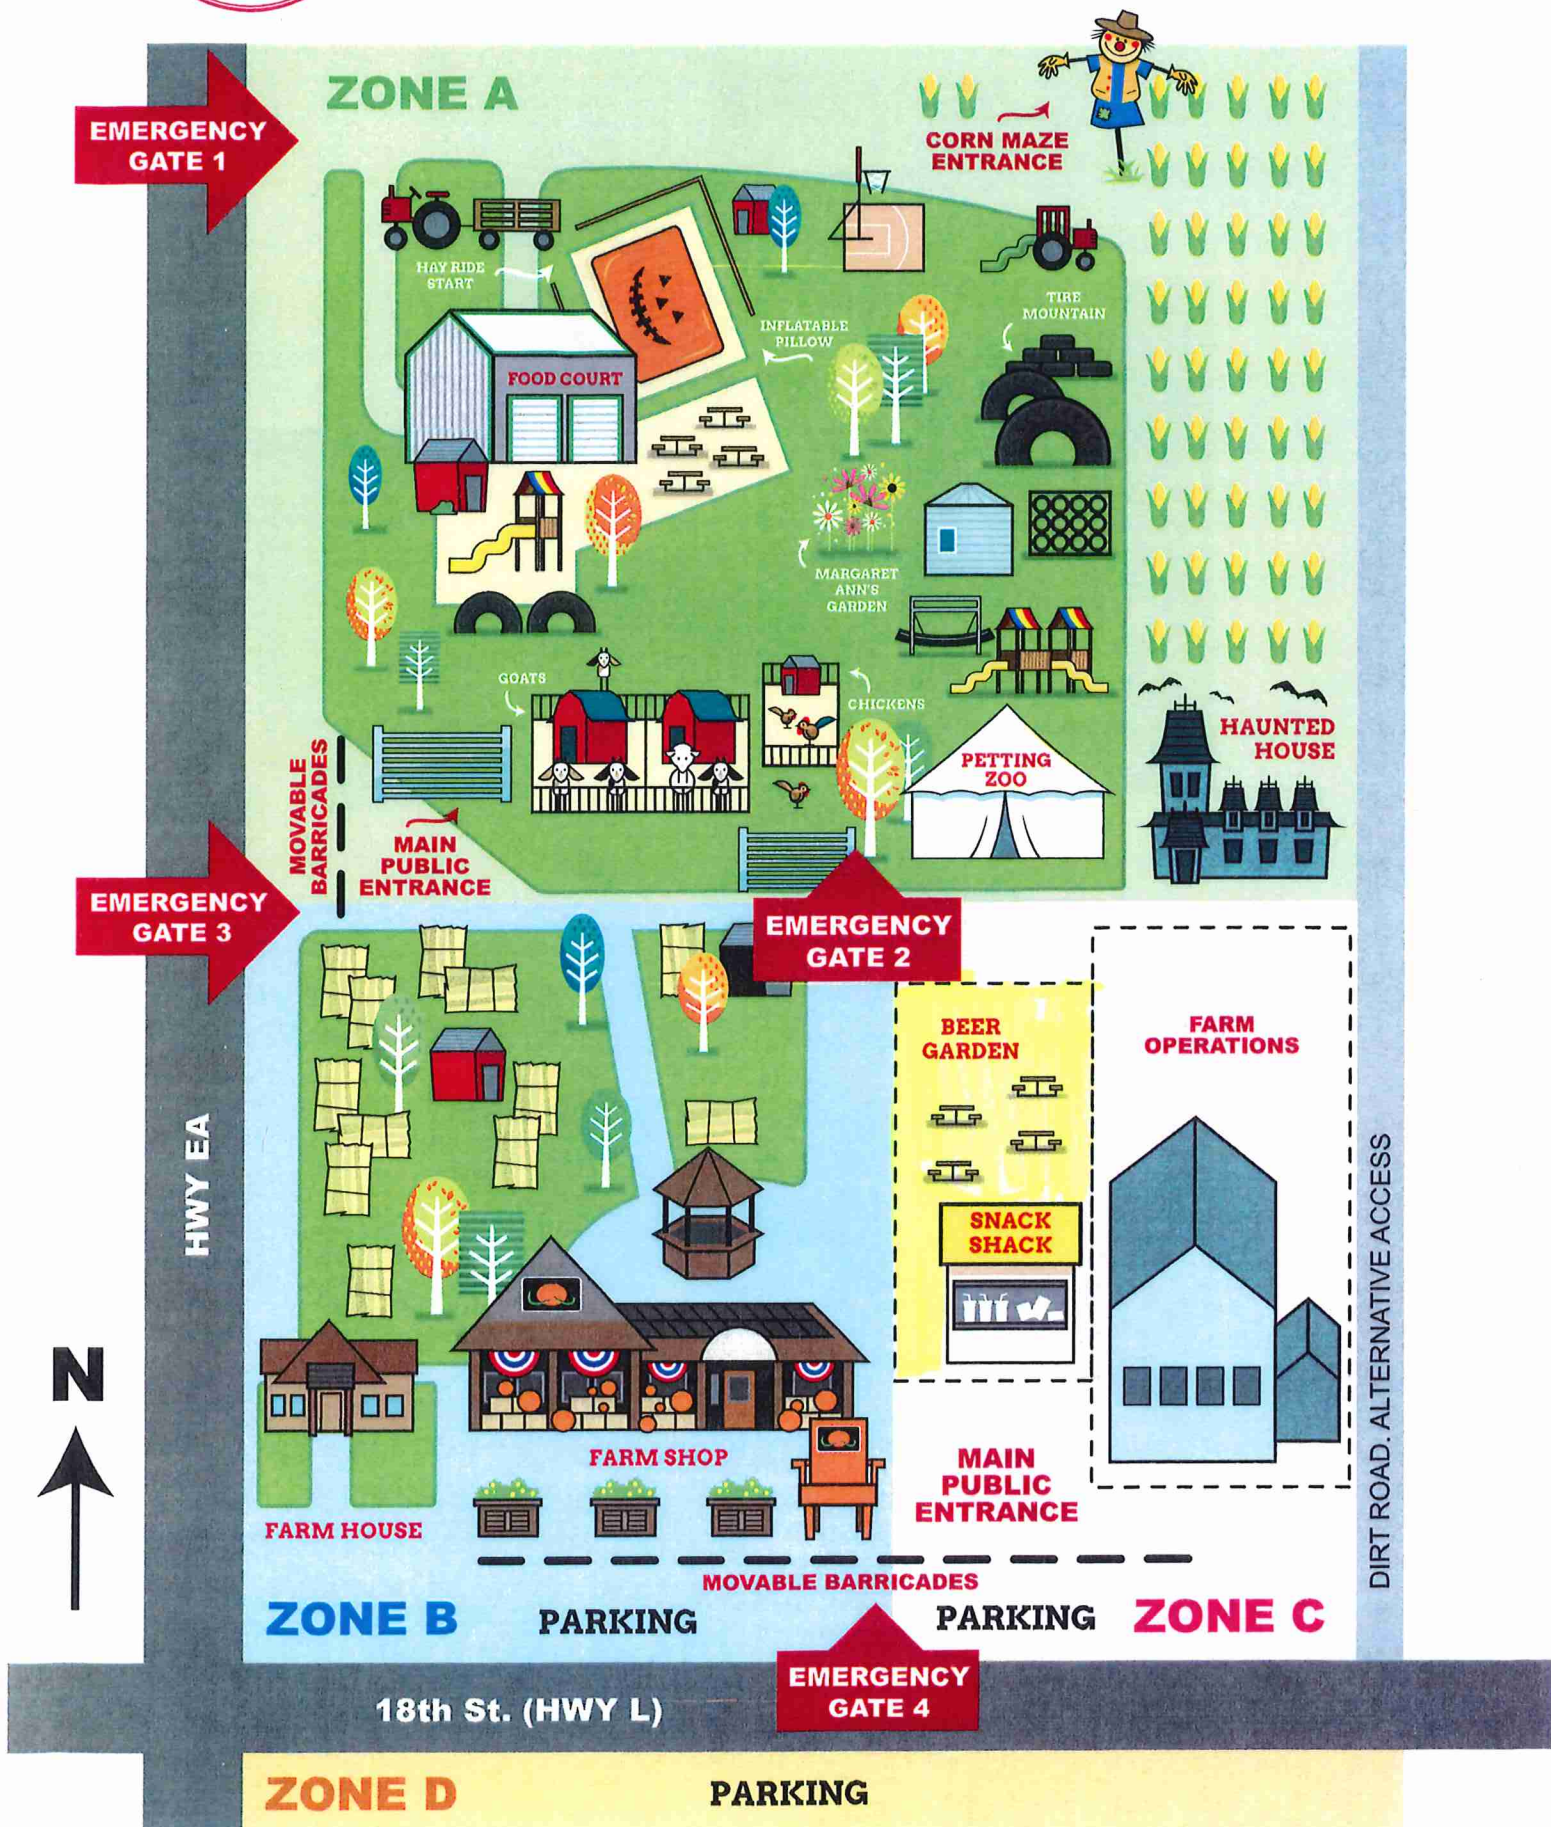 ZONE A
EMERGENCY
GATE 1
CORN MAZE
ENTRANCE
HAY RIDE
START
INFLATABLE
PILLOW
TIRE
MOUNTAIN
FOOD COURT
MARGARET
ANN'S
GARDEN
GOATS
CHICKENS
HAUNTED
HOUSE
PETTING
ZOO
MOVABLE
BARRICADES
MAIN
PUBLIC
ENTRANCE
EMERGENCY
GATE 3
EMERGENCY
GATE 2
BEER
GARDEN
FARM
OPERATIONS
HWY EA
SNACK
SHACK
DIRT ROAD. ALTERNATIVE ACCESS
N
FARM SHOP
MAIN
PUBLIC
ENTRANCE
FARM HOUSE
MOVABLE BARRICADES
ZONE B
PARKING
PARKING
ZONE C
EMERGENCY
GATE 4
18th St. (HWY L)
ZONE D
PARKING